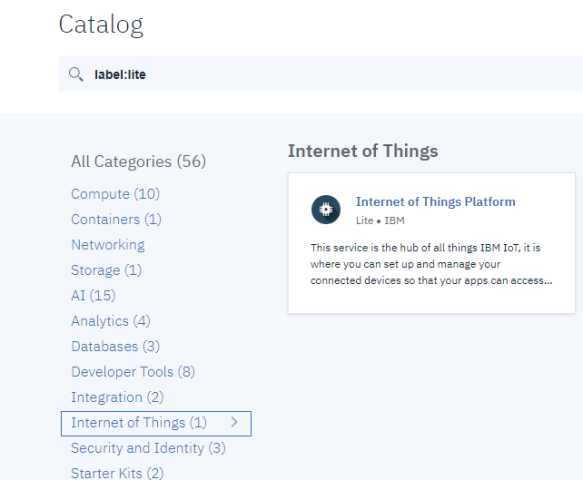 Catalog
label:lite
All Categories (56)
Compute (10)
Containers (1)
Networking
Storage (1)
AI (15)
Analytics (4)
Databases (3)
Developer Tools (8)
Integration (2)
Internet of Things (1)
Security and Identity (3)
Starter Kits (2)
Internet of Things
Internet of Things Platform
Lite • IBM
This service is the hub of all things IBM IoT, it is
where you can set up and manage your
connected devices so that your apps can access...